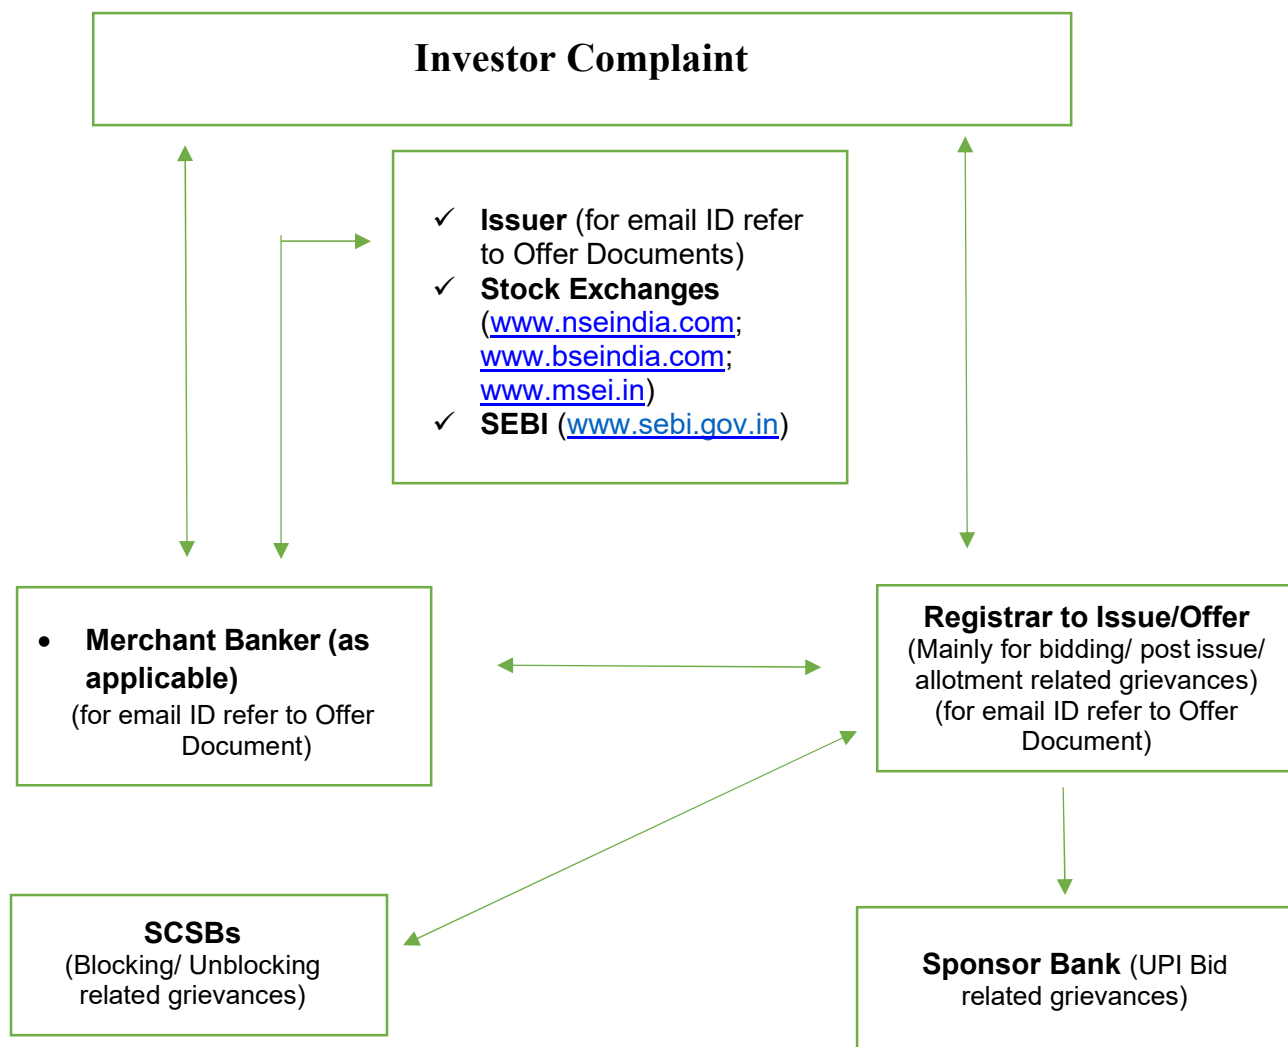 Investor Complaint
✓ Issuer (for email ID refer
to Offer Documents)
✓ Stock Exchanges
(www.nseindia.com;
www.bseindia.com;
www.msei.in)
✓ SEBI (www.sebi.gov.in)
• Merchant Banker (as
applicable)
(for email ID refer to Offer
Document)
Registrar to Issue/Offer
(Mainly for bidding/ post issue/
allotment related grievances)
(for email ID refer to Offer
Document)
SCSBs
(Blocking/ Unblocking
related grievances)
Sponsor Bank (UPI Bid
related grievances)